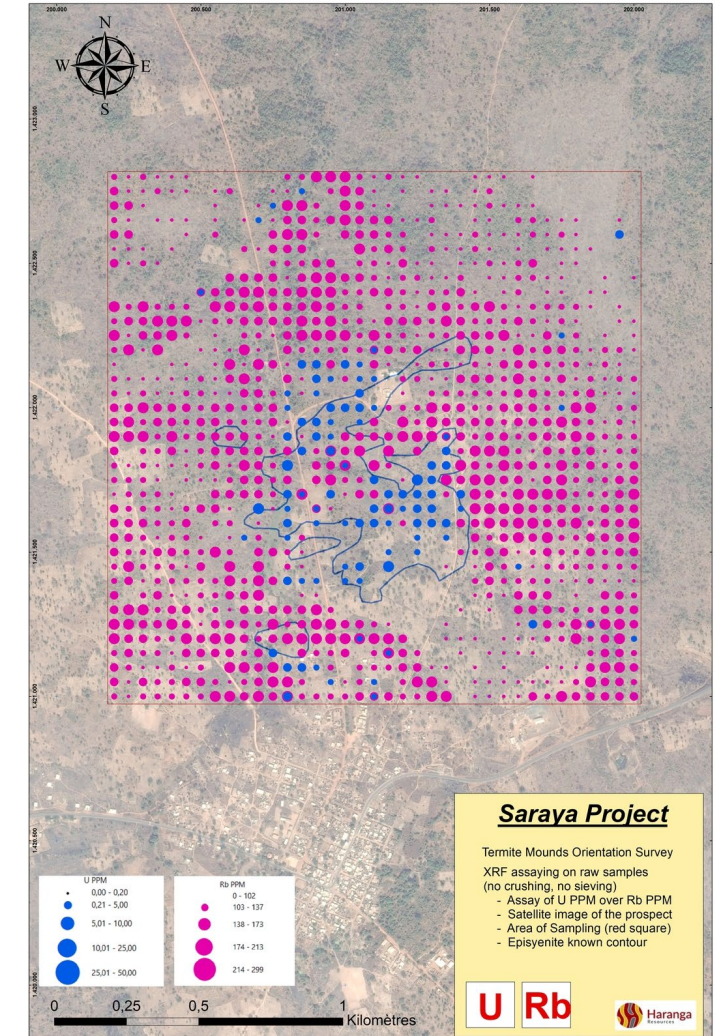 200.000 200.500 201.000 201.500 202.000
N
W E
S
1.423.000
1.422.500
1.422.000
1.421.500
1.421.000
1.420.500
1.420.000
Saraya Project
Termite Mounds Orientation Survey
XRF assaying on raw samples
(no crushing, no sieving)
- Assay of U PPM over Rb PPM
- Satellite image of the prospect
- Area of Sampling (red square)
- Episyenite known contour
U PPM
0,00 - 0,20
0,21 - 5,00
5,01 - 10,00
10,01 - 25,00
25,01 - 50,00
Rb PPM
0 - 102
103 - 137
138 - 173
174 - 213
214 - 299
0 0,25 0,5 1
Kilomètres
U Rb
Haranga
Resources